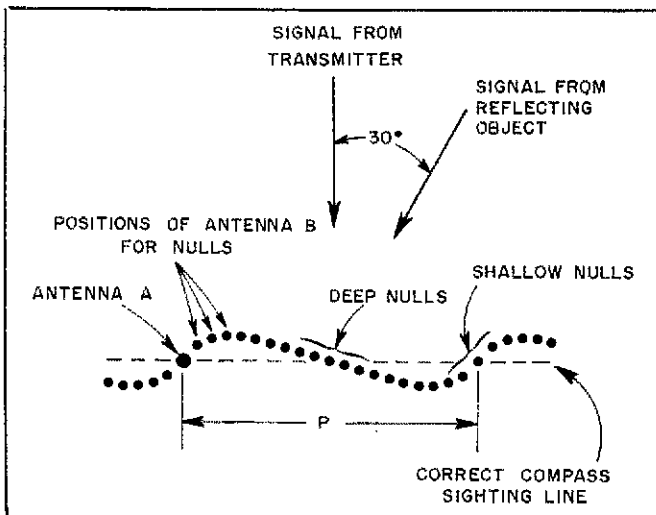 SIGNAL FROM
TRANSMITTER
SIGNAL FROM
REFLECTING
OBJECT
30°
POSITIONS OF ANTENNA B
FOR NULLS
ANTENNA A
DEEP NULLS
SHALLOW NULLS
P
CORRECT COMPASS
SIGHTING LINE